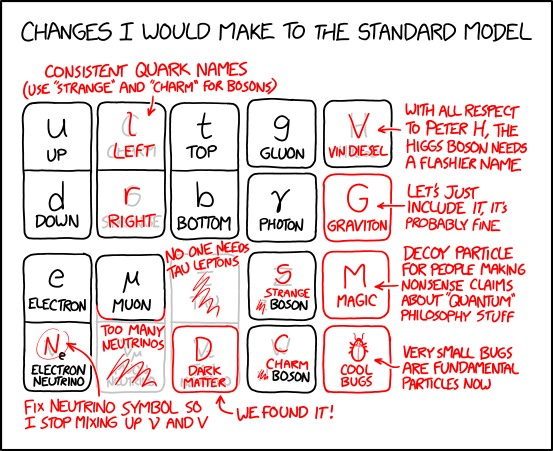 CHANGES I WOULD MAKE TO THE STANDARD MODEL
CONSISTENT QUARK NAMES
(USE "STRANGE" AND "CHARM" FOR BOSONS)
u
UP
l
LEFT
t
TOP
g
GLUON
V
VIN DIESEL
WITH ALL RESPECT
TO PETER H, THE
HIGGS BOSON NEEDS
A FLASHIER NAME
d
DOWN
r
RIGHT
b
BOTTOM
γ
PHOTON
G
GRAVITON
LET'S JUST
INCLUDE IT, IT'S
PROBABLY FINE
e
ELECTRON
μ
MUON
NO ONE NEEDS
TAU LEPTONS
S
STRANGE
BOSON
M
MAGIC
DECOY PARTICLE
FOR PEOPLE MAKING
NONSENSE CLAIMS
ABOUT "QUANTUM"
PHILOSOPHY STUFF
Ne
ELECTRON
NEUTRINO
TOO MANY
NEUTRINOS
D
DARK
MATTER
C
CHARM
BOSON
COOL
BUGS
VERY SMALL BUGS
ARE FUNDAMENTAL
PARTICLES NOW
FIX NEUTRINO SYMBOL SO
I STOP MIXING UP ν AND V
WE FOUND IT!